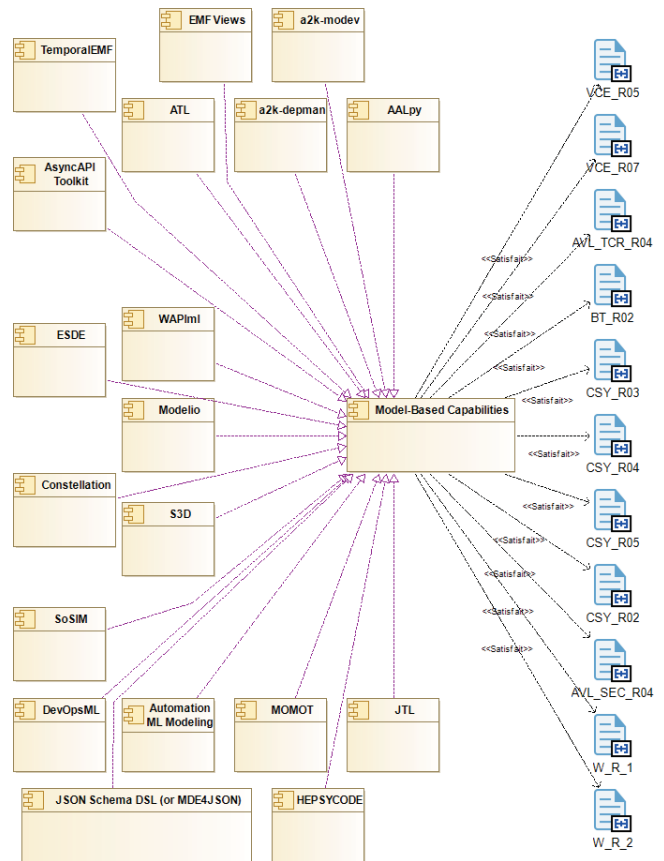 EMF Views
a2k-modev
TemporalEMF
ATL
a2k-depman
AALpy
AsyncAPI
Toolkit
WAPIml
ESDE
Modelio
Model-Based Capabilities
Constellation
S3D
SoSIM
DevOpsML
Automation
ML Modeling
MOMOT
JTL
JSON Schema DSL (or MDE4JSON)
HEPSYCODE
<<Satisfait>>
<<Satisfait>>
<<Satisfait>>
<<Satisfait>>
<<Satisfait>>
<<Satisfait>>
<<Satisfait>>
<<Satisfait>>
<<Satisfait>>
<<Satisfait>>
<<Satisfait>>
VCE_R05
VCE_R07
AVL_TCR_R04
BT_R02
CSY_R03
CSY_R04
CSY_R05
CSY_R02
AVL_SEC_R04
W_R_1
W_R_2